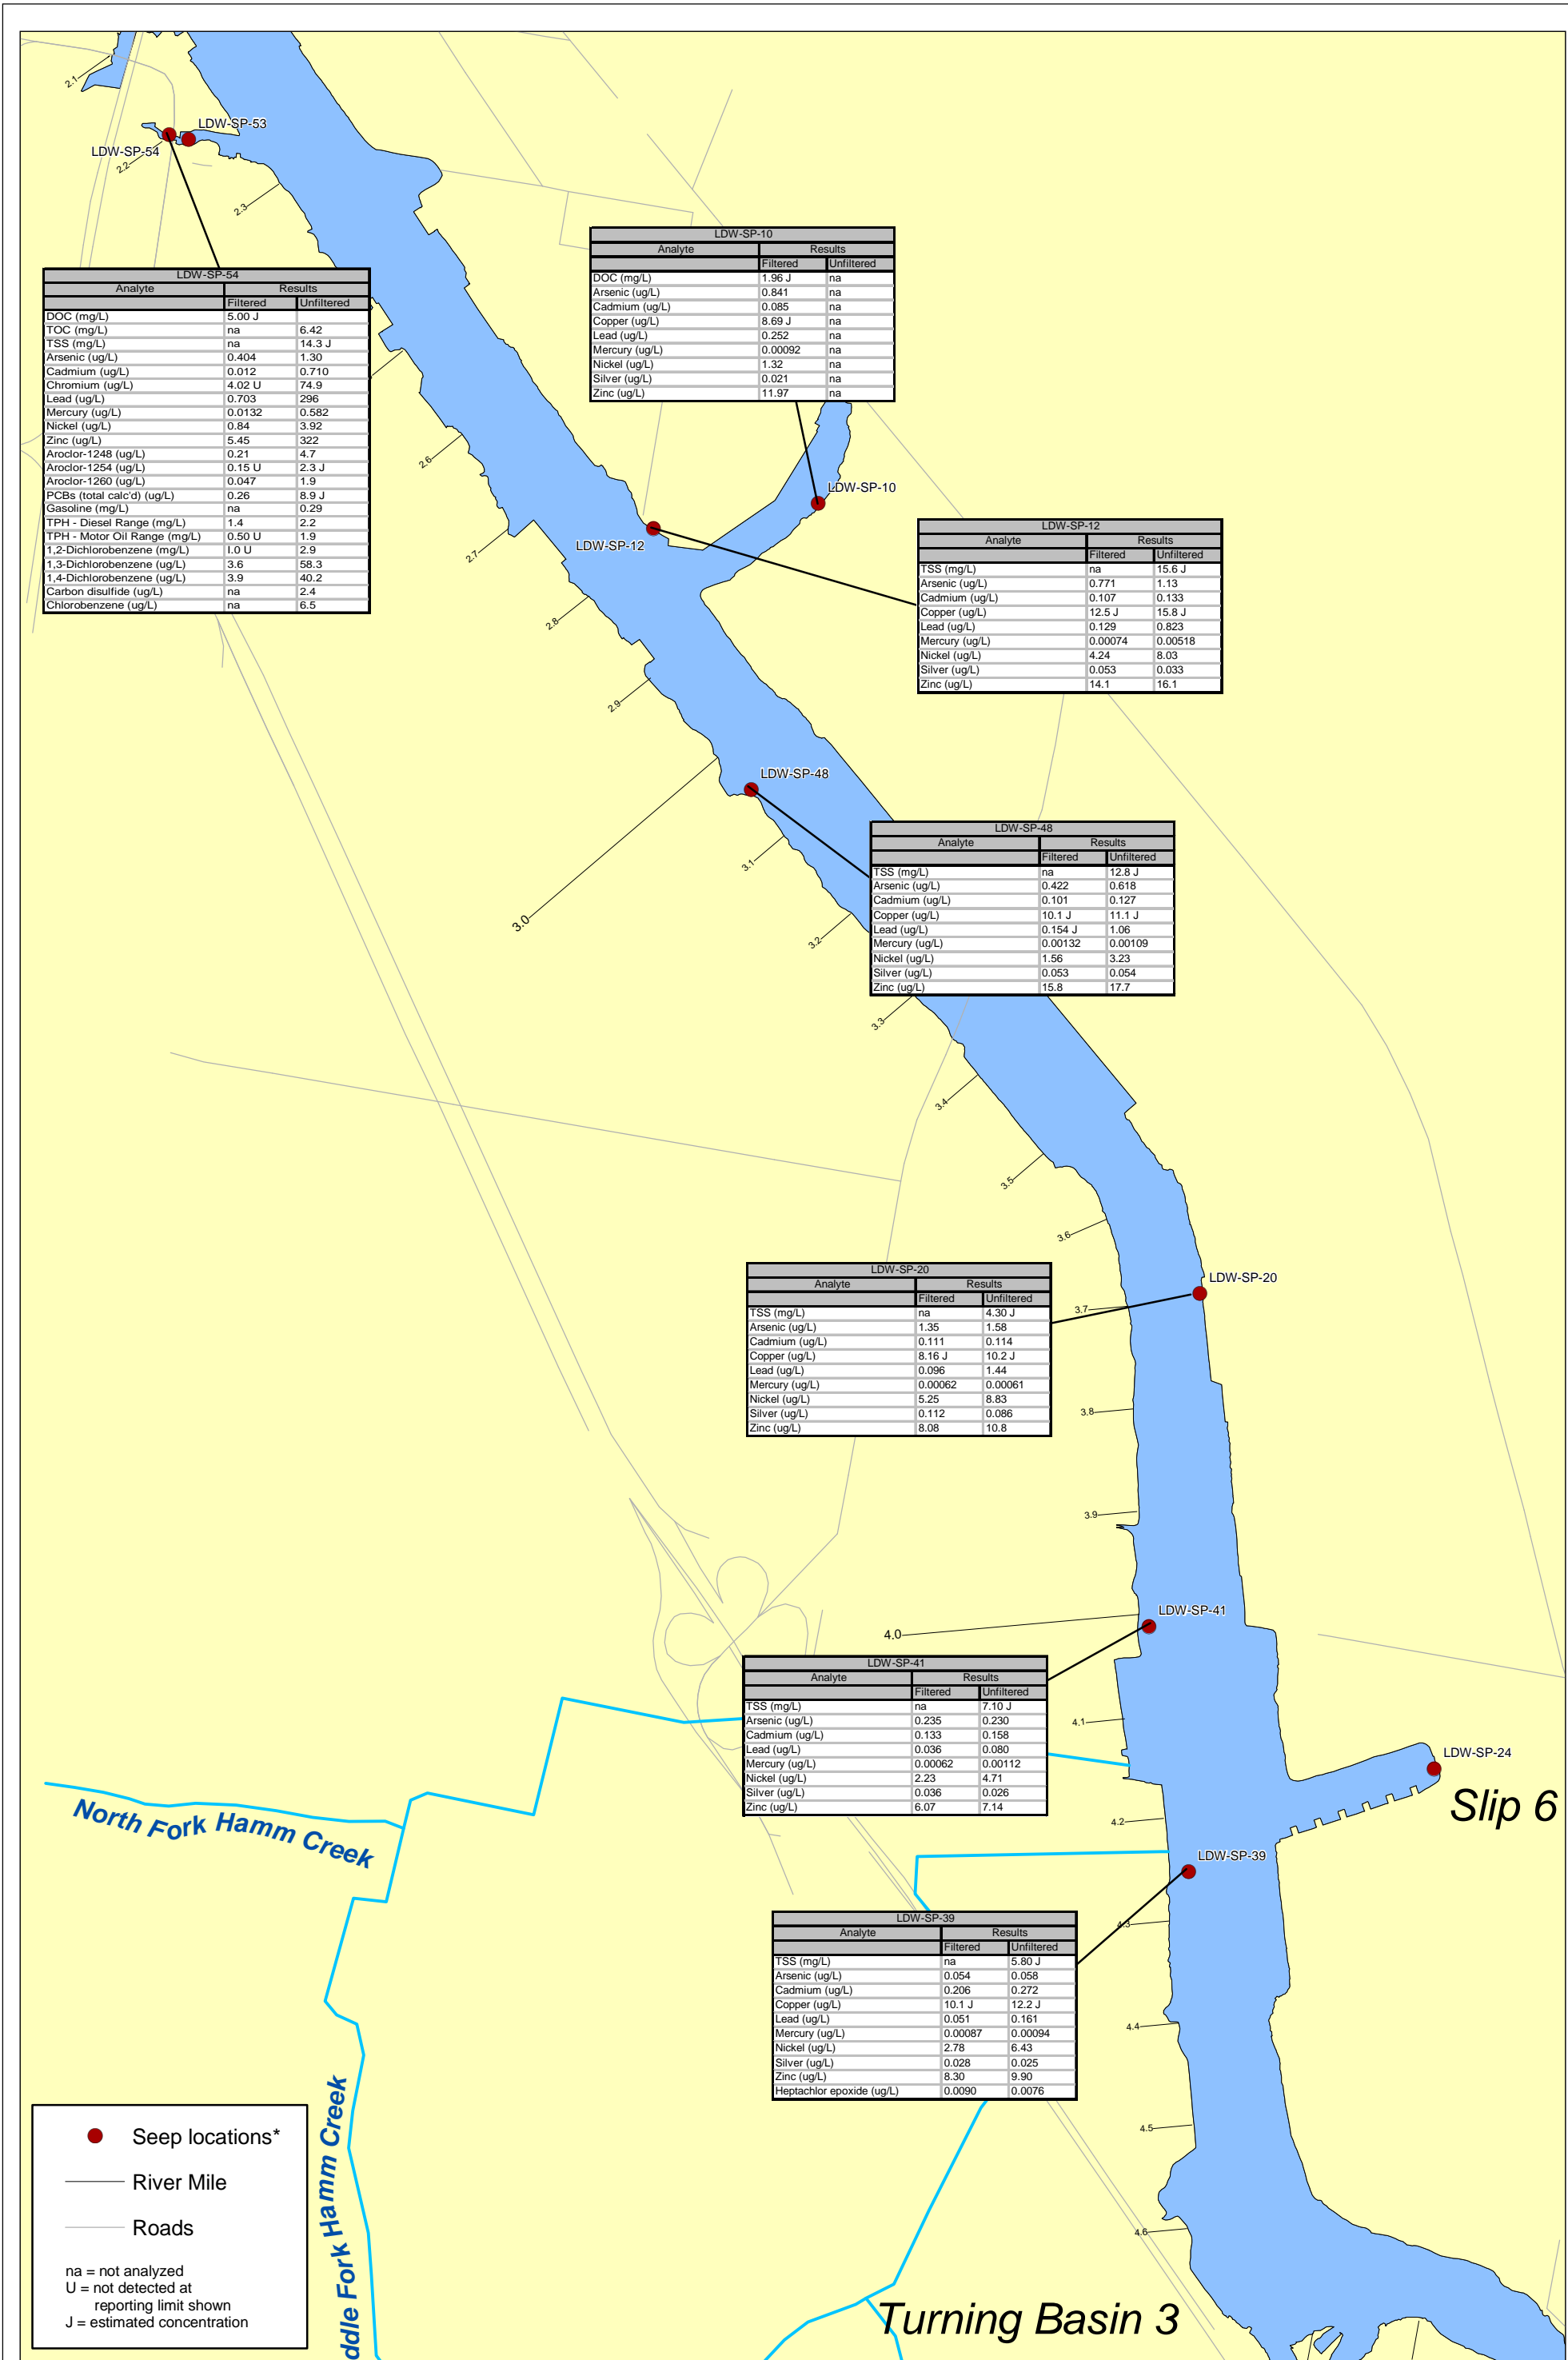 2.1
LDW-SP-53
LDW-SP-54
2.2
2.3
LDW-SP-54
Analyte Results
Filtered Unfiltered
DOC (mg/L) 5.00 J
TOC (mg/L) na 6.42
TSS (mg/L) na 14.3 J
Arsenic (ug/L) 0.404 1.30
Cadmium (ug/L) 0.012 0.710
Chromium (ug/L) 4.02 U 74.9
Lead (ug/L) 0.703 296
Mercury (ug/L) 0.0132 0.582
Nickel (ug/L) 0.84 3.92
Zinc (ug/L) 5.45 322
Aroclor-1248 (ug/L) 0.21 4.7
Aroclor-1254 (ug/L) 0.15 U 2.3 J
Aroclor-1260 (ug/L) 0.047 1.9
PCBs (total calc'd) (ug/L) 0.26 8.9 J
Gasoline (mg/L) na 0.29
TPH - Diesel Range (mg/L) 1.4 2.2
TPH - Motor Oil Range (mg/L) 0.50 U 1.9
1,2-Dichlorobenzene (mg/L) I.0 U 2.9
1,3-Dichlorobenzene (ug/L) 3.6 58.3
1,4-Dichlorobenzene (ug/L) 3.9 40.2
Carbon disulfide (ug/L) na 2.4
Chlorobenzene (ug/L) na 6.5
LDW-SP-10
Analyte Results
Filtered Unfiltered
DOC (mg/L) 1.96 J na
Arsenic (ug/L) 0.841 na
Cadmium (ug/L) 0.085 na
Copper (ug/L) 8.69 J na
Lead (ug/L) 0.252 na
Mercury (ug/L) 0.00092 na
Nickel (ug/L) 1.32 na
Silver (ug/L) 0.021 na
Zinc (ug/L) 11.97 na
2.6
LDW-SP-10
LDW-SP-12
2.7
LDW-SP-12
Analyte Results
Filtered Unfiltered
TSS (mg/L) na 15.6 J
Arsenic (ug/L) 0.771 1.13
Cadmium (ug/L) 0.107 0.133
Copper (ug/L) 12.5 J 15.8 J
Lead (ug/L) 0.129 0.823
Mercury (ug/L) 0.00074 0.00518
Nickel (ug/L) 4.24 8.03
Silver (ug/L) 0.053 0.033
Zinc (ug/L) 14.1 16.1
2.8
2.9
LDW-SP-48
3.0
3.1
LDW-SP-48
Analyte Results
Filtered Unfiltered
TSS (mg/L) na 12.8 J
Arsenic (ug/L) 0.422 0.618
Cadmium (ug/L) 0.101 0.127
Copper (ug/L) 10.1 J 11.1 J
Lead (ug/L) 0.154 J 1.06
Mercury (ug/L) 0.00132 0.00109
Nickel (ug/L) 1.56 3.23
Silver (ug/L) 0.053 0.054
Zinc (ug/L) 15.8 17.7
3.2
3.3
3.4
3.5
3.6
LDW-SP-20
Analyte Results
Filtered Unfiltered
TSS (mg/L) na 4.30 J
Arsenic (ug/L) 1.35 1.58
Cadmium (ug/L) 0.111 0.114
Copper (ug/L) 8.16 J 10.2 J
Lead (ug/L) 0.096 1.44
Mercury (ug/L) 0.00062 0.00061
Nickel (ug/L) 5.25 8.83
Silver (ug/L) 0.112 0.086
Zinc (ug/L) 8.08 10.8
LDW-SP-20
3.7
3.8
3.9
LDW-SP-41
4.0
LDW-SP-41
Analyte Results
Filtered Unfiltered
TSS (mg/L) na 7.10 J
Arsenic (ug/L) 0.235 0.230
Cadmium (ug/L) 0.133 0.158
Lead (ug/L) 0.036 0.080
Mercury (ug/L) 0.00062 0.00112
Nickel (ug/L) 2.23 4.71
Silver (ug/L) 0.036 0.026
Zinc (ug/L) 6.07 7.14
4.1
LDW-SP-24
Slip 6
4.2
North Fork Hamm Creek
LDW-SP-39
LDW-SP-39
Analyte Results
Filtered Unfiltered
TSS (mg/L) na 5.80 J
Arsenic (ug/L) 0.054 0.058
Cadmium (ug/L) 0.206 0.272
Copper (ug/L) 10.1 J 12.2 J
Lead (ug/L) 0.051 0.161
Mercury (ug/L) 0.00087 0.00094
Nickel (ug/L) 2.78 6.43
Silver (ug/L) 0.028 0.025
Zinc (ug/L) 8.30 9.90
Heptachlor epoxide (ug/L) 0.0090 0.0076
4.3
4.4
4.5
4.6
ddle Fork Hamm Creek
Seep locations*
River Mile
Roads
na = not analyzed
U = not detected at
reporting limit shown
J = estimated concentration
Turning Basin 3